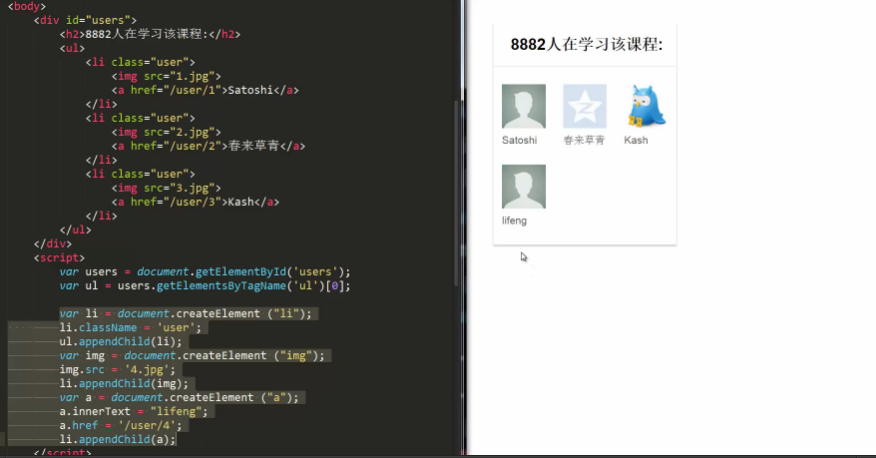 <body>
<div id="users">
<h2>8882人在学习该课程:</h2>
<ul>
<li class="user">
<img src="1.jpg">
<a href="/user/1">Satoshi</a>
</li>
<li class="user">
<img src="2.jpg">
<a href="/user/2">春来草青</a>
</li>
<li class="user">
<img src="3.jpg">
<a href="/user/3">Kash</a>
</li>
</ul>
</div>
<script>
var users = document.getElementById('users');
var ul = users.getElementsByTagName('ul')[0];
var li = document.createElement ("li");
li.className = 'user';
ul.appendChild(li);
var img = document.createElement ("img");
img.src = '4.jpg';
li.appendChild(img);
var a = document.createElement ("a");
a.innerText = "lifeng";
a.href = '/user/4';
li.appendChild(a);
</script>
8882人在学习该课程:
Satoshi 春来草青 Kash
lifeng